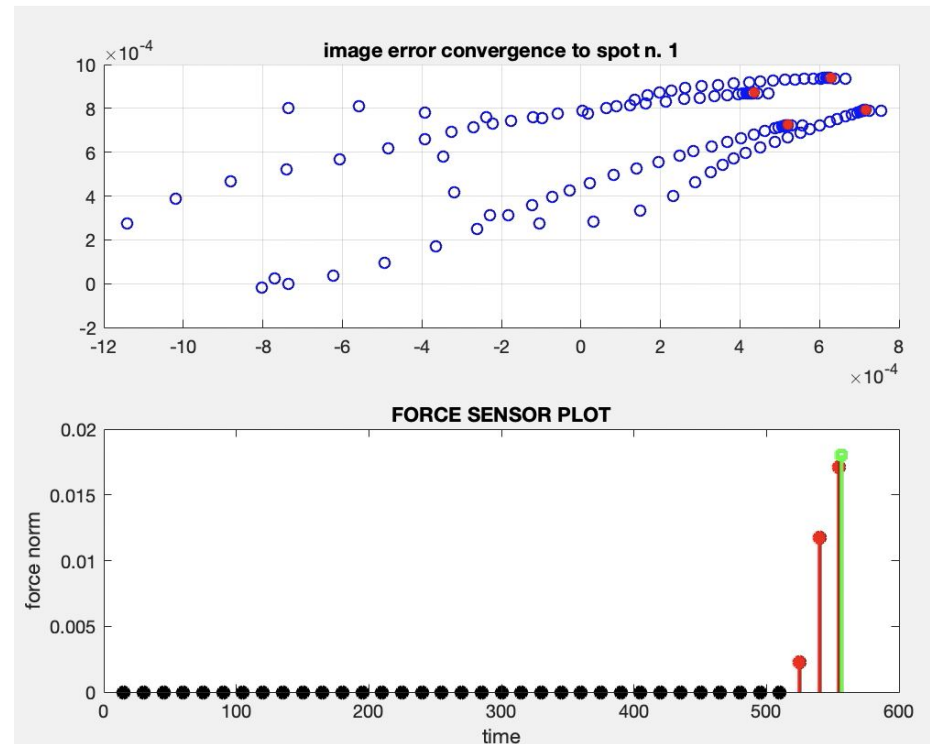 ×10⁻⁴
image error convergence to spot n. 1
10
8
6
4
2
0
-2
-12 -10 -8 -6 -4 -2 0 2 4 6 8
×10⁻⁴
FORCE SENSOR PLOT
0.02
0.015
0.01
0.005
0
force norm
0 100 200 300 400 500 600
time